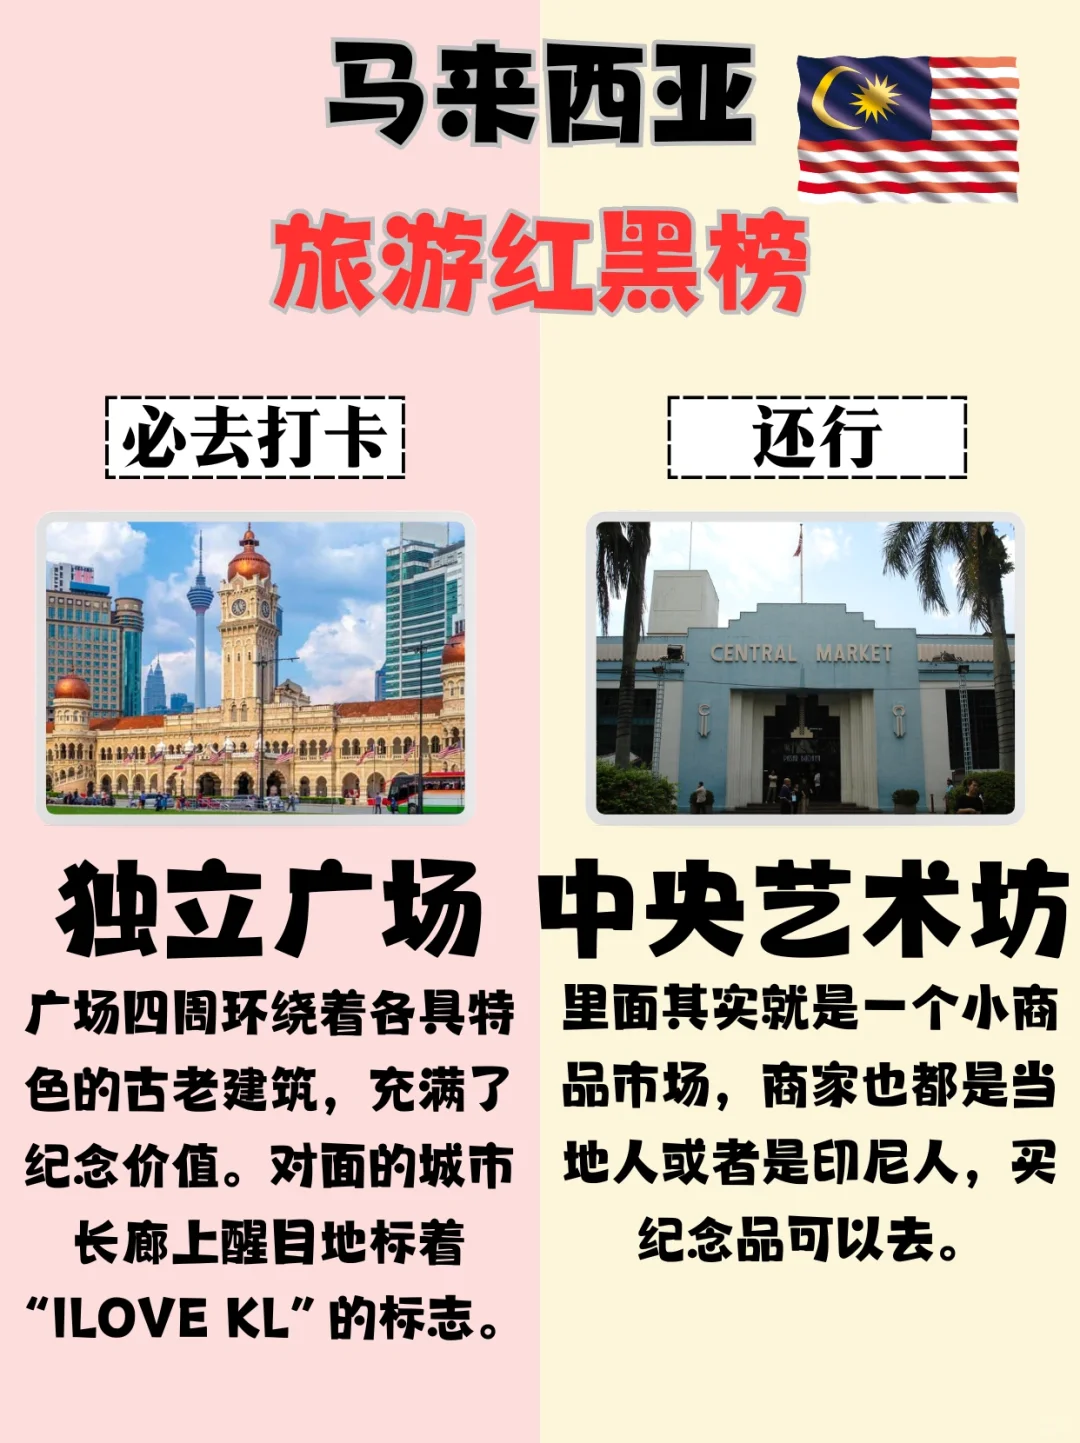 马来西亚
旅游红黑榜
必去打卡
还行
CENTRAL MARKET
独立广场
广场四周环绕着各具特
色的古老建筑，充满了
纪念价值。对面的城市
长廊上醒目地标着
“ILOVE KL”的标志。
中央艺术坊
里面其实就是一个小商
品市场，商家也都是当
地人或者是印尼人，买
纪念品可以去。